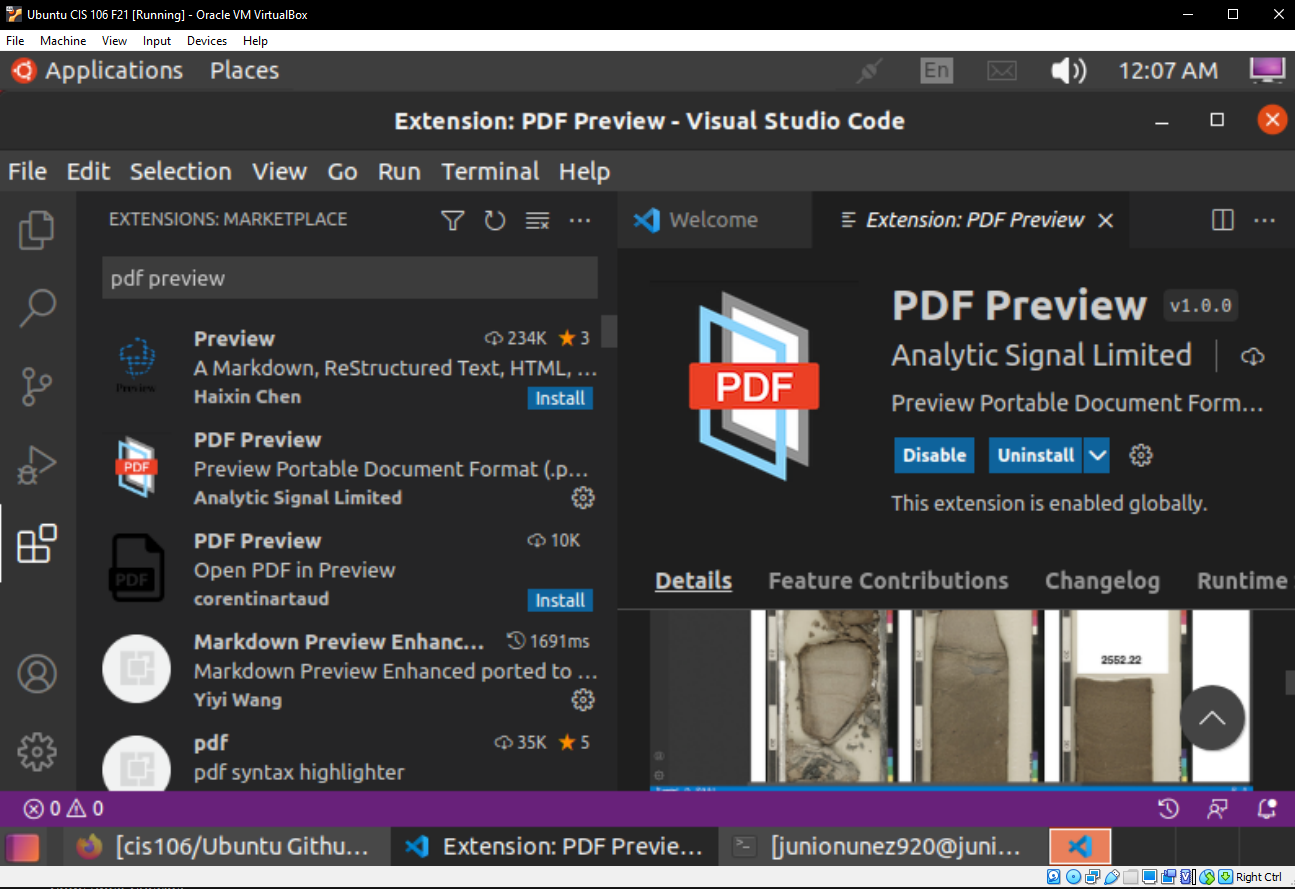 Ubuntu CIS 106 F21 [Running] - Oracle VM VirtualBox
File Machine View Input Devices Help
Applications Places En 12:07 AM
Extension: PDF Preview - Visual Studio Code
File Edit Selection View Go Run Terminal Help
EXTENSIONS: MARKETPLACE
pdf preview
Preview 234K 3
Preview
A Markdown, ReStructured Text, HTML, ...
Haixin Chen Install
PDF
PDF Preview
Preview Portable Document Format (.p...
Analytic Signal Limited
PDF
PDF Preview 10K
Open PDF in Preview
corentinartaud Install
Markdown Preview Enhanc... 1691ms
Markdown Preview Enhanced ported to ...
Yiyi Wang
pdf 35K 5
pdf syntax highlighter
Welcome Extension: PDF Preview
PDF
PDF Preview v1.0.0
Analytic Signal Limited
Preview Portable Document Form...
Disable Uninstall
This extension is enabled globally.
Details Feature Contributions Changelog Runtime
2552.22
0 0
[cis106/Ubuntu Githu... Extension: PDF Previe... [junionunez920@juni...
Right Ctrl